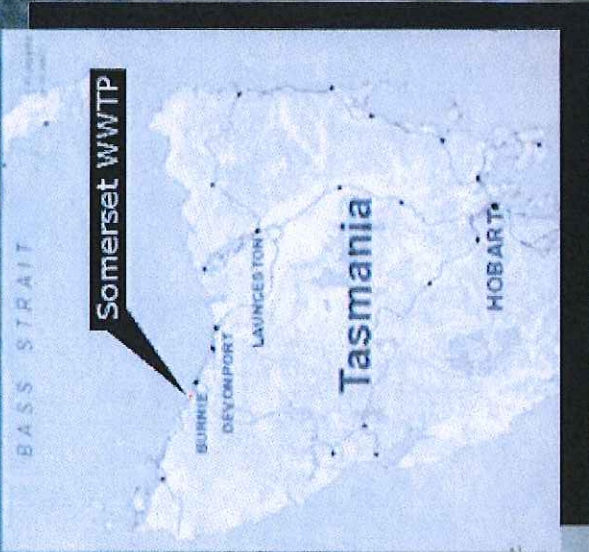 BASS STRAIT
Somerset WWTP
BURNIE
DEVONPORT
LAUNCESTON
Tasmania
HOBART